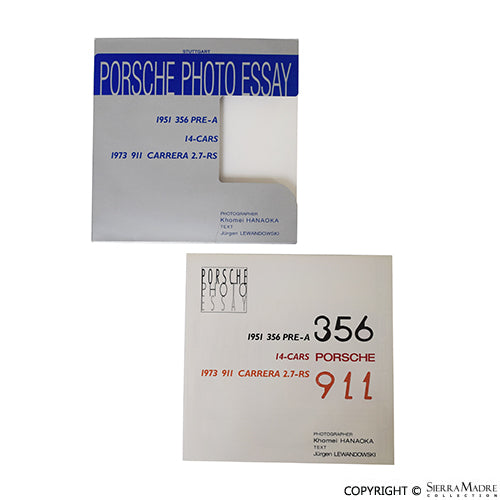 STUTTGART
PORSCHE PHOTO ESSAY
1951 356 PRE-A
14-CARS
1973 911 CARRERA 2.7-RS
PHOTOGRAPHER
Khomei HANAOKA
TEXT
Jürgen LEWANDOWSKI
PORSCHE
PHOTO
ESSAY
1951 356 PRE-A 356
14-CARS PORSCHE
1973 911 CARRERA 2.7-RS 911
PHOTOGRAPHER
Khomei HANAOKA
TEXT
Jürgen LEWANDOWSKI
COPYRIGHT © SIERRA MADRE
COLLECTION